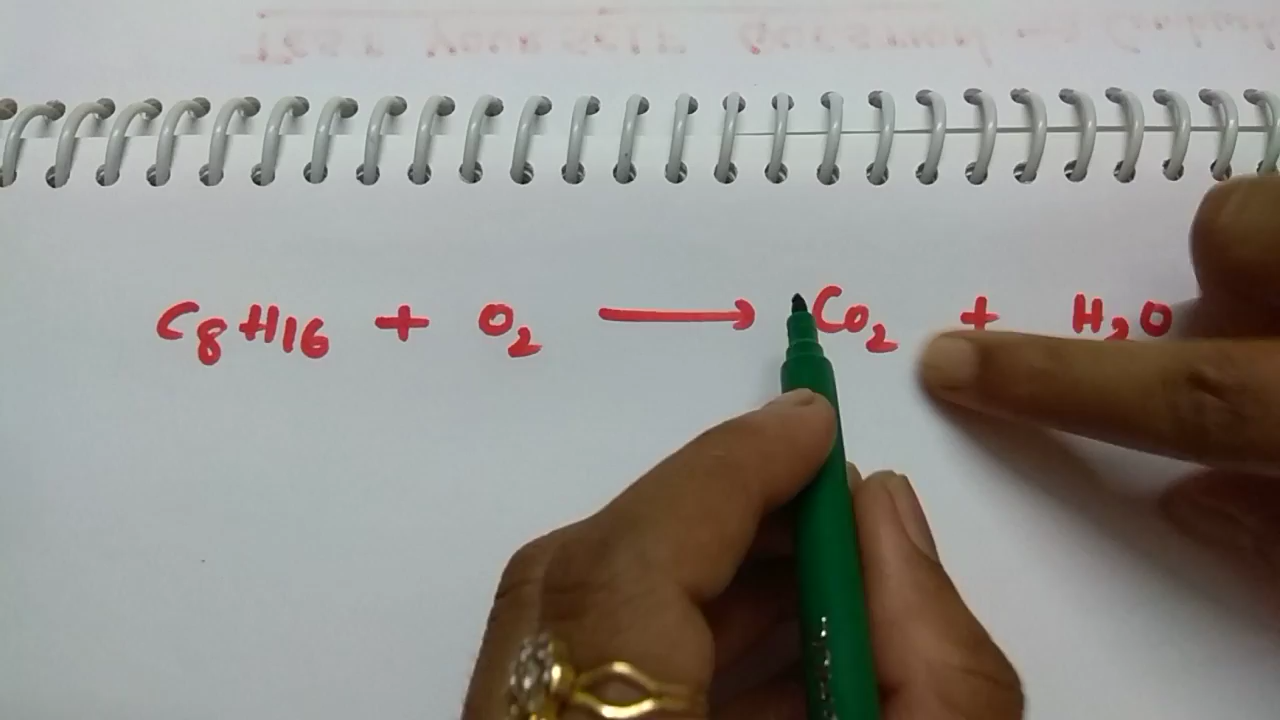 C8H16 + O2 → CO2 + H2O